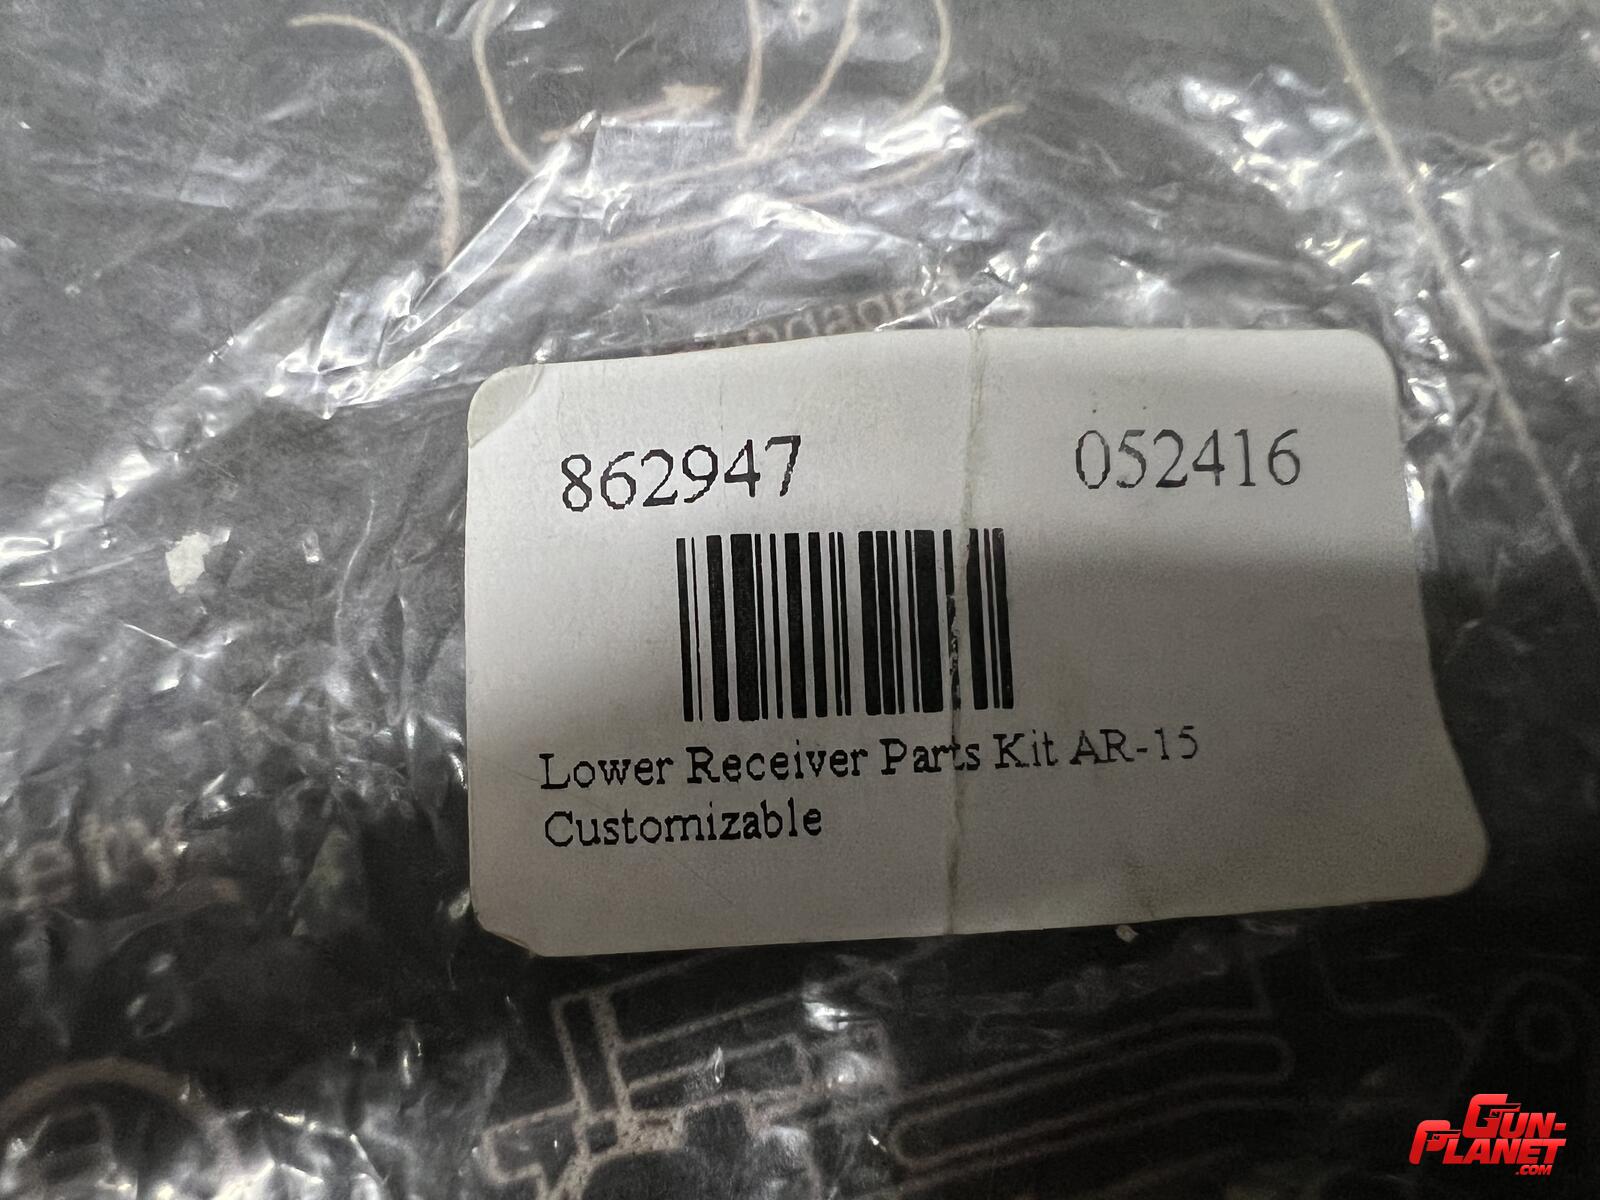 862947 052416
Lower Receiver Parts Kit AR-15
Customizable
GUN-
PLANET
.COM